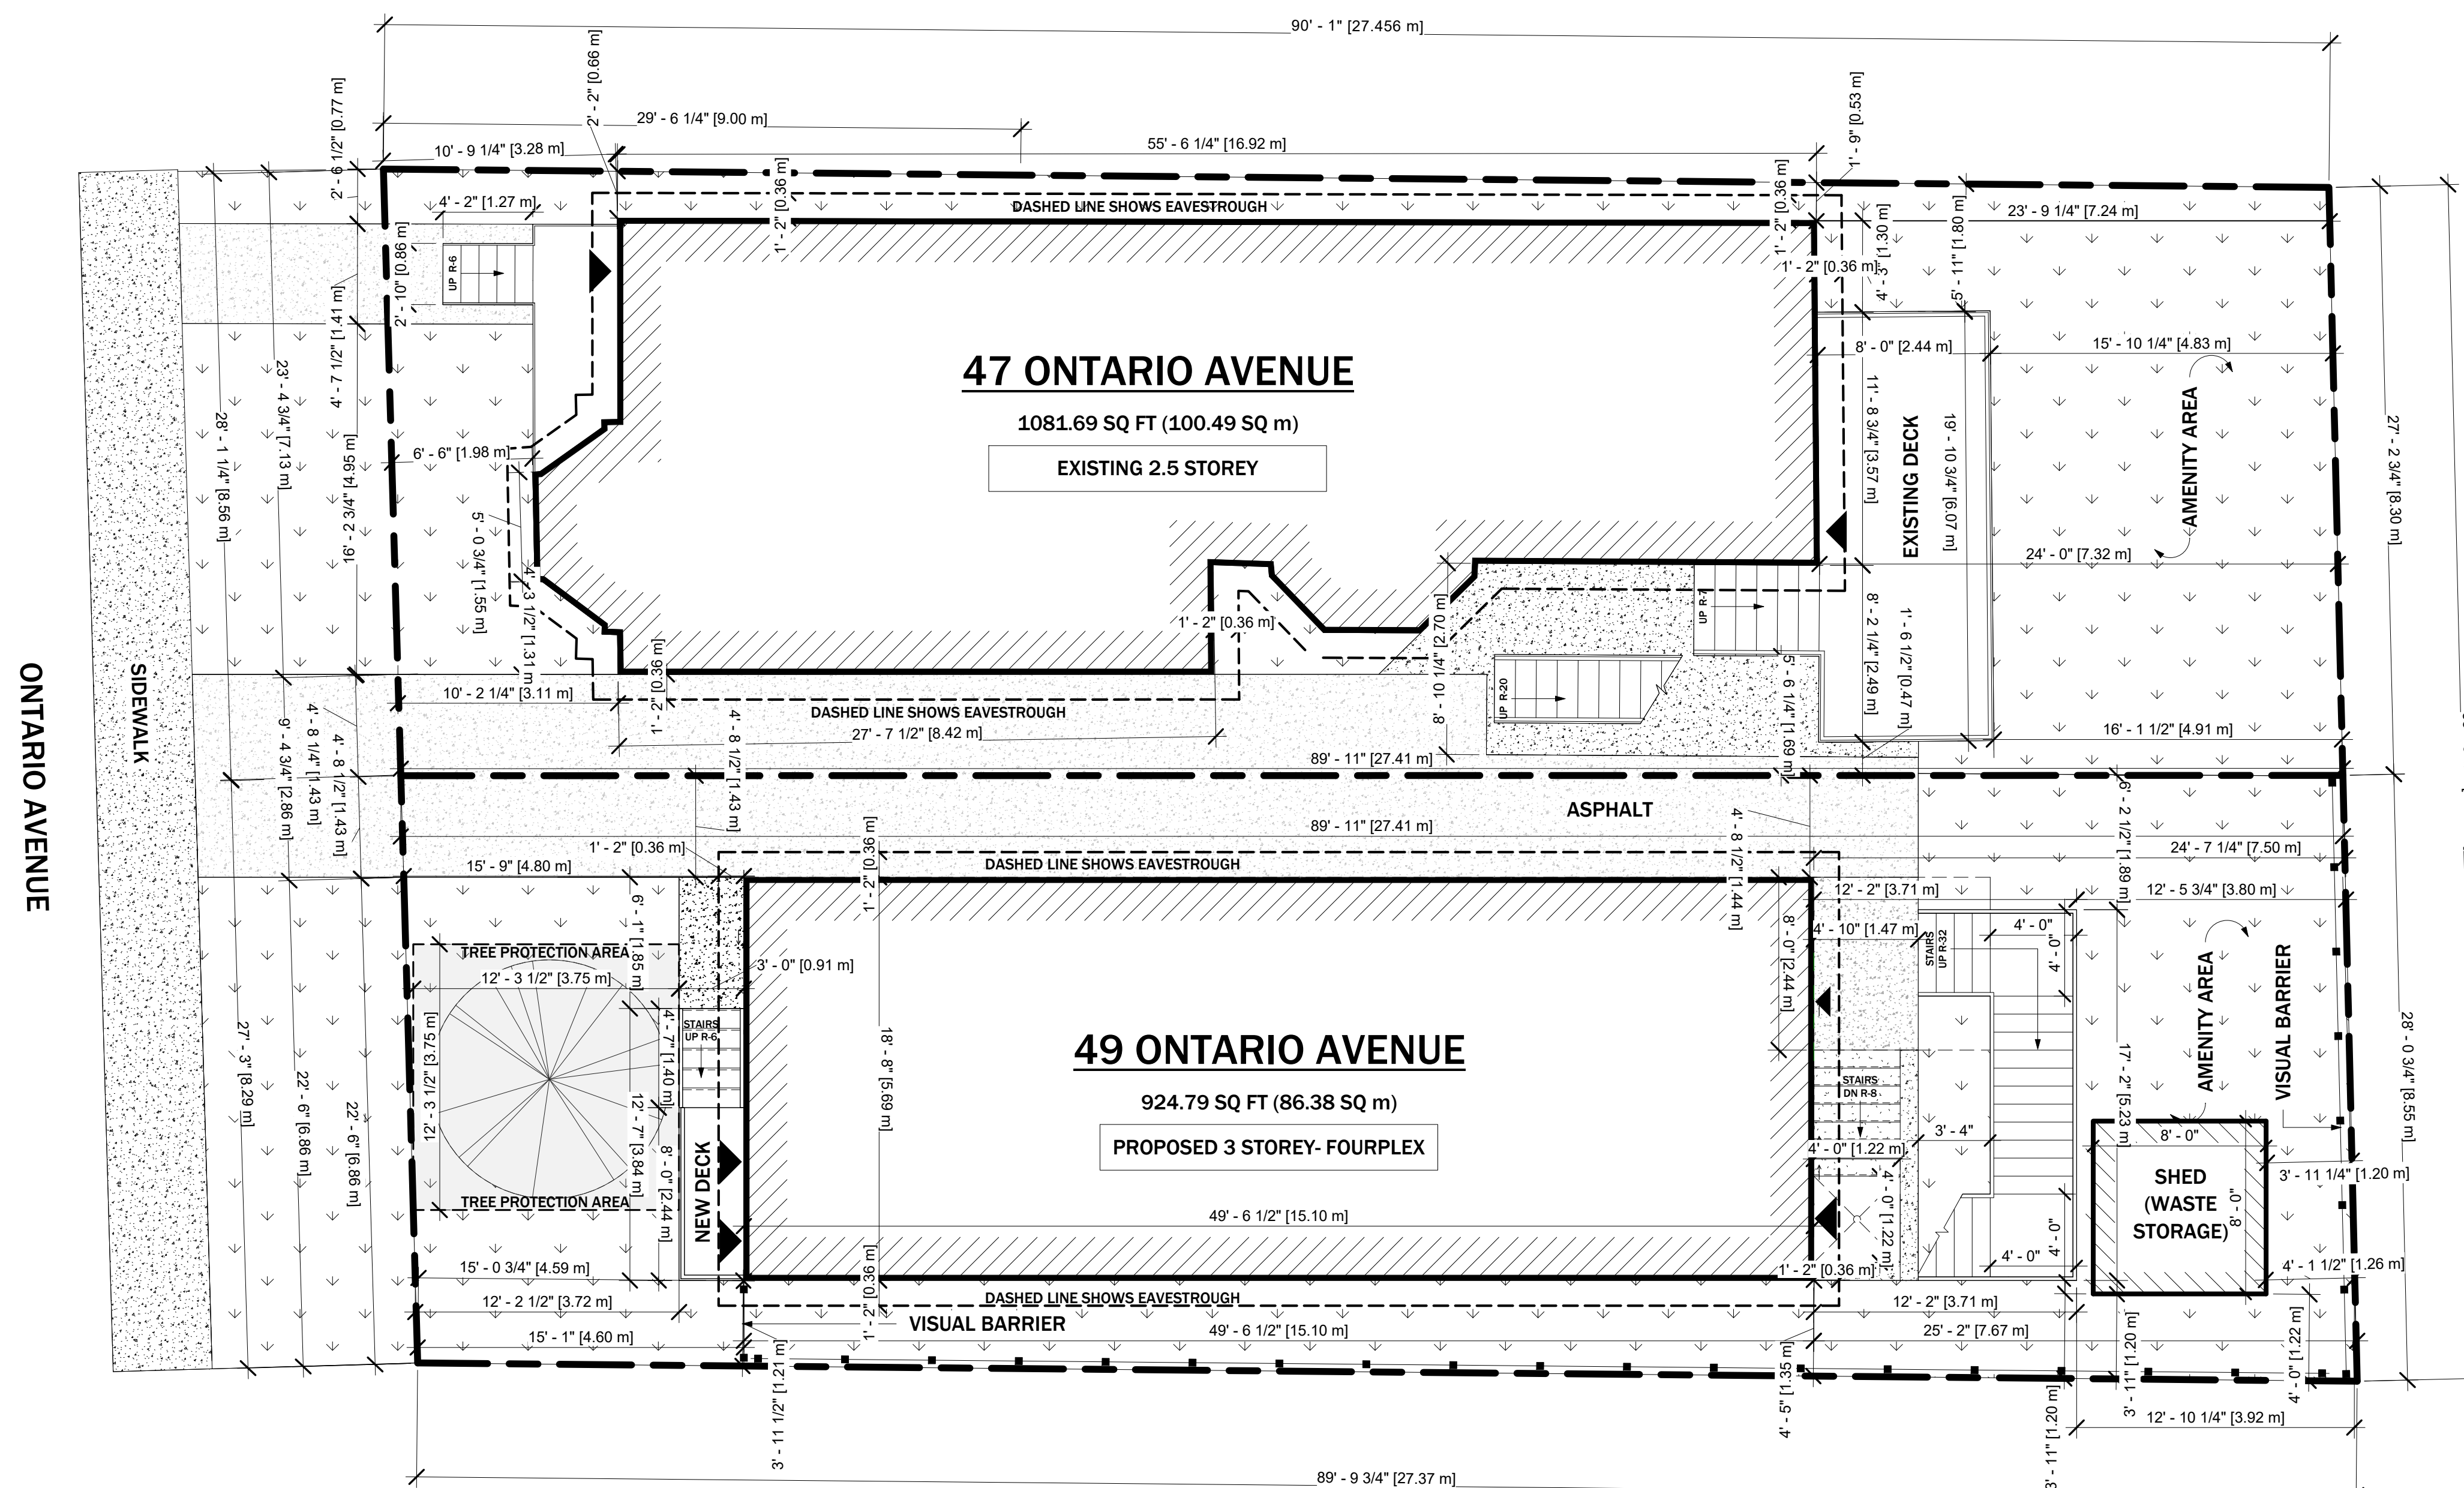 90' - 1" [27.456 m]
29' - 6 1/4" [9.00 m]
2' - 2" [0.66 m]
10' - 9 1/4" [3.28 m]
55' - 6 1/4" [16.92 m]
1' - 9" [0.53 m]
2' - 6 1/2" [0.77 m]
4' - 2" [1.27 m]
1' - 2" [0.36 m]
DASHED LINE SHOWS EAVESTROUGH
1' - 2" [0.36 m]
23' - 9 1/4" [7.24 m]
2' - 10" [0.86 m]
UP R-6
1' - 2" [0.36 m]
4' - 3" [1.30 m]
5' - 11" [1.80 m]
4' - 7 1/2" [1.41 m]
47 ONTARIO AVENUE
1081.69 SQ FT (100.49 SQ m)
EXISTING 2.5 STOREY
8' - 0" [2.44 m]
15' - 10 1/4" [4.83 m]
23' - 4 3/4" [7.13 m]
28' - 1 1/4" [8.56 m]
16' - 2 3/4" [4.95 m]
6' - 6" [1.98 m]
5' - 0 3/4" [1.55 m]
4' - 3 1/2" [1.31 m]
11' - 8 3/4" [3.57 m]
EXISTING DECK
19' - 10 3/4" [6.07 m]
AMENITY AREA
27' - 2 3/4" [8.30 m]
24' - 0" [7.32 m]
1' - 2" [0.36 m]
8' - 10 1/4" [2.70 m]
UP R-7
8' - 2 1/4" [2.49 m]
1' - 6 1/2" [0.47 m]
ONTARIO AVENUE
SIDEWALK
10' - 2 1/4" [3.11 m]
1' - 2" [0.36 m]
DASHED LINE SHOWS EAVESTROUGH
27' - 7 1/2" [8.42 m]
UP R-20
5' - 6 1/4" [1.69 m]
16' - 1 1/2" [4.91 m]
9' - 4 3/4" [2.86 m]
4' - 8 1/4" [1.43 m]
4' - 8 1/2" [1.43 m]
4' - 8 1/2" [1.43 m]
89' - 11" [27.41 m]
ASPHALT
89' - 11" [27.41 m]
4' - 8 1/2" [1.44 m]
6' - 2 1/2" [1.89 m]
24' - 7 1/4" [7.50 m]
15' - 9" [4.80 m]
1' - 2" [0.36 m]
1' - 2" [0.36 m]
DASHED LINE SHOWS EAVESTROUGH
12' - 2" [3.71 m]
12' - 5 3/4" [3.80 m]
6' - 1" [1.85 m]
8' - 0" [2.44 m]
4' - 10" [1.47 m]
STAIRS
UP R-32
4' - 0"
4' - 0"
TREE PROTECTION AREA
12' - 3 1/2" [3.75 m]
3' - 0" [0.91 m]
AMENITY AREA
VISUAL BARRIER
27' - 3" [8.29 m]
22' - 6" [6.86 m]
22' - 6" [6.86 m]
12' - 3 1/2" [3.75 m]
4' - 7" [1.40 m]
STAIRS
UP R-6
18' - 8" [5.69 m]
49 ONTARIO AVENUE
924.79 SQ FT (86.38 SQ m)
PROPOSED 3 STOREY- FOURPLEX
STAIRS
DN R-8
17' - 2" [5.23 m]
28' - 0 3/4" [8.55 m]
12' - 7" [3.84 m]
8' - 0" [2.44 m]
NEW DECK
4' - 0" [1.22 m]
3' - 4"
8' - 0"
SHED
(WASTE
STORAGE)
8' - 0"
3' - 11 1/4" [1.20 m]
TREE PROTECTION AREA
49' - 6 1/2" [15.10 m]
4' - 0" [1.22 m]
4' - 0"
4' - 0"
15' - 0 3/4" [4.59 m]
1' - 2" [0.36 m]
4' - 1 1/2" [1.26 m]
12' - 2 1/2" [3.72 m]
1' - 2" [0.36 m]
DASHED LINE SHOWS EAVESTROUGH
12' - 2" [3.71 m]
VISUAL BARRIER
15' - 1" [4.60 m]
49' - 6 1/2" [15.10 m]
25' - 2" [7.67 m]
3' - 11 1/2" [1.21 m]
4' - 5" [1.35 m]
3' - 11" [1.20 m]
3' - 11" [1.20 m]
4' - 0" [1.22 m]
12' - 10 1/4" [3.92 m]
89' - 9 3/4" [27.37 m]